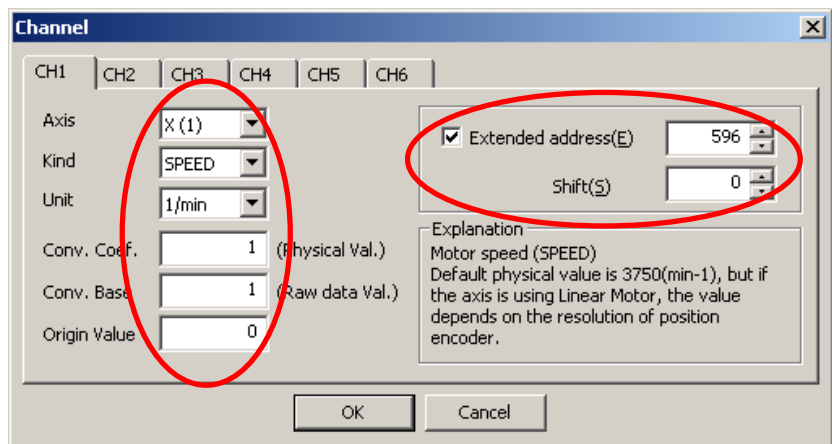 Channel
CH1 CH2 CH3 CH4 CH5 CH6
Axis X (1)
Kind SPEED
Unit 1/min
Conv. Coef. 1 (Physical Val.)
Conv. Base 1 (Raw data Val.)
Origin Value 0
Extended address(E) 596
Shift(S) 0
Explanation
Motor speed (SPEED)
Default physical value is 3750(min-1), but if
the axis is using Linear Motor, the value
depends on the resolution of position
encoder.
OK Cancel